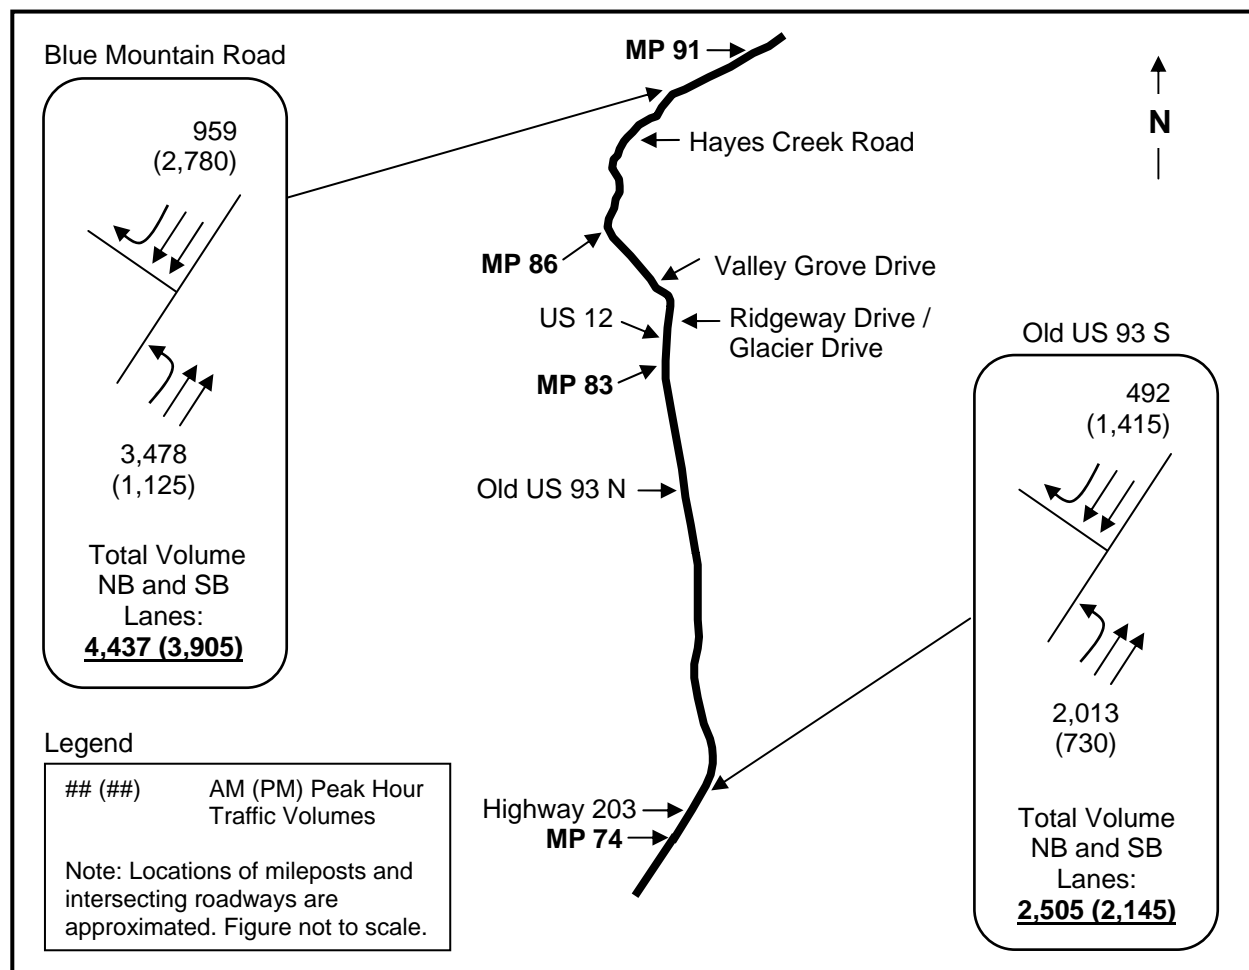 Blue Mountain Road
959
(2,780)
3,478
(1,125)
Total Volume
NB and SB
Lanes:
4,437 (3,905)
MP 91
Hayes Creek Road
MP 86
Valley Grove Drive
US 12
Ridgeway Drive /
Glacier Drive
MP 83
Old US 93 N
Highway 203
MP 74
N
Old US 93 S
492
(1,415)
2,013
(730)
Total Volume
NB and SB
Lanes:
2,505 (2,145)
Legend
## (##) AM (PM) Peak Hour
Traffic Volumes
Note: Locations of mileposts and
intersecting roadways are
approximated. Figure not to scale.